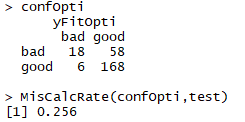 > confOpti
yFitOpti
bad good
bad 18 58
good 6 168
> MisCalcRate(confOpti,test)
[1] 0.256